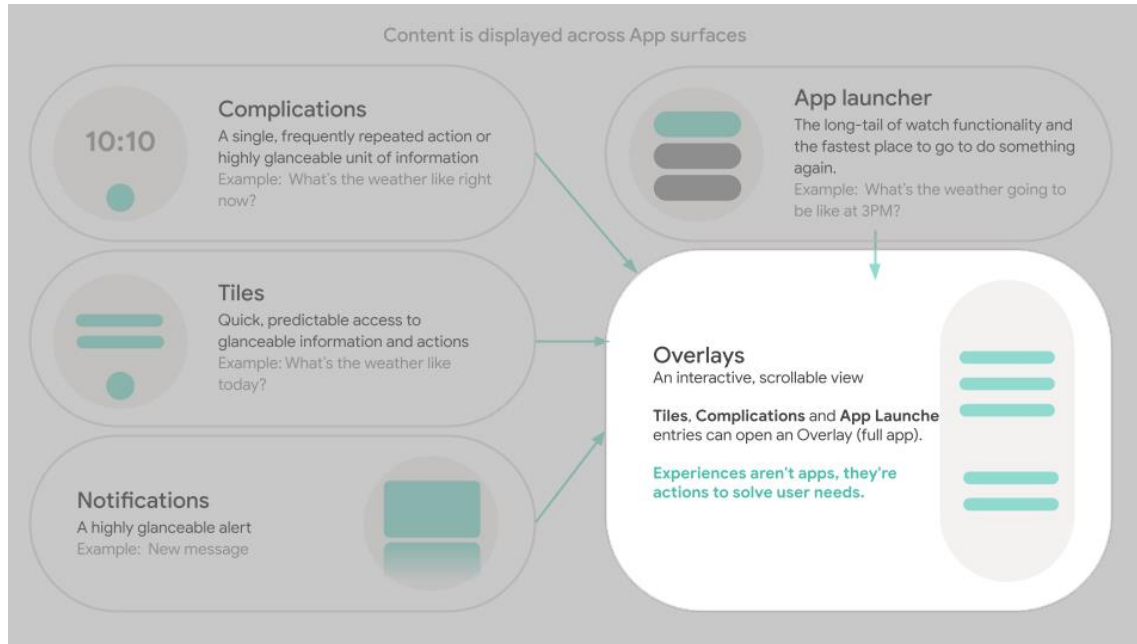 Content is displayed across App surfaces
10:10
Complications
A single, frequently repeated action or
highly glanceable unit of information
Example: What's the weather like right
now?
App launcher
The long-tail of watch functionality and
the fastest place to go to do something
again.
Example: What's the weather going to
be like at 3PM?
Tiles
Quick, predictable access to
glanceable information and actions
Example: What's the weather like
today?
Overlays
An interactive, scrollable view
Tiles, Complications and App Launche
entries can open an Overlay (full app).
Experiences aren't apps, they're
actions to solve user needs.
Notifications
A highly glanceable alert
Example: New message